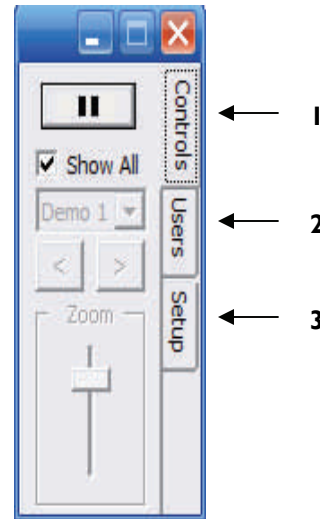 Controls
1
Show All
Demo 1
Users
2
< >
Zoom
Setup
3